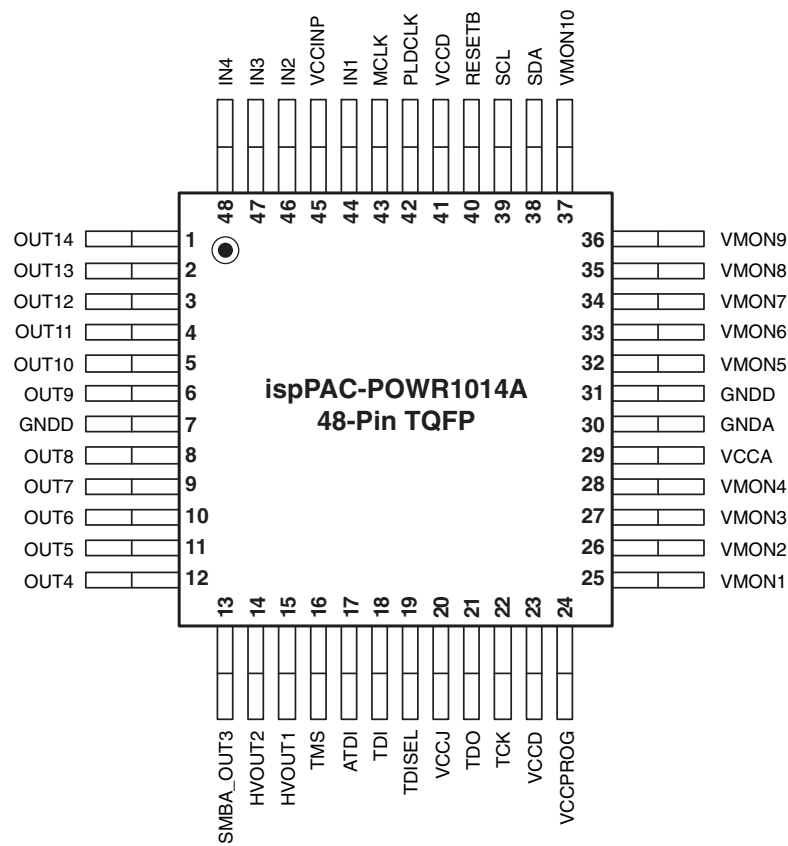 IN4
IN3
IN2
VCCINP
IN1
MCLK
PLDCLK
VCCD
RESETB
SCL
SDA
VMON10
48
47
46
45
44
43
42
41
40
39
38
37
OUT14 1
OUT13 2
OUT12 3
OUT11 4
OUT10 5
OUT9 6
GNDD 7
OUT8 8
OUT7 9
OUT6 10
OUT5 11
OUT4 12
ispPAC-POWR1014A
48-Pin TQFP
36 VMON9
35 VMON8
34 VMON7
33 VMON6
32 VMON5
31 GNDD
30 GNDA
29 VCCA
28 VMON4
27 VMON3
26 VMON2
25 VMON1
13
14
15
16
17
18
19
20
21
22
23
24
SMBA_OUT3
HVOUT2
HVOUT1
TMS
ATDI
TDI
TDISEL
VCCJ
TDO
TCK
VCCD
VCCPROG